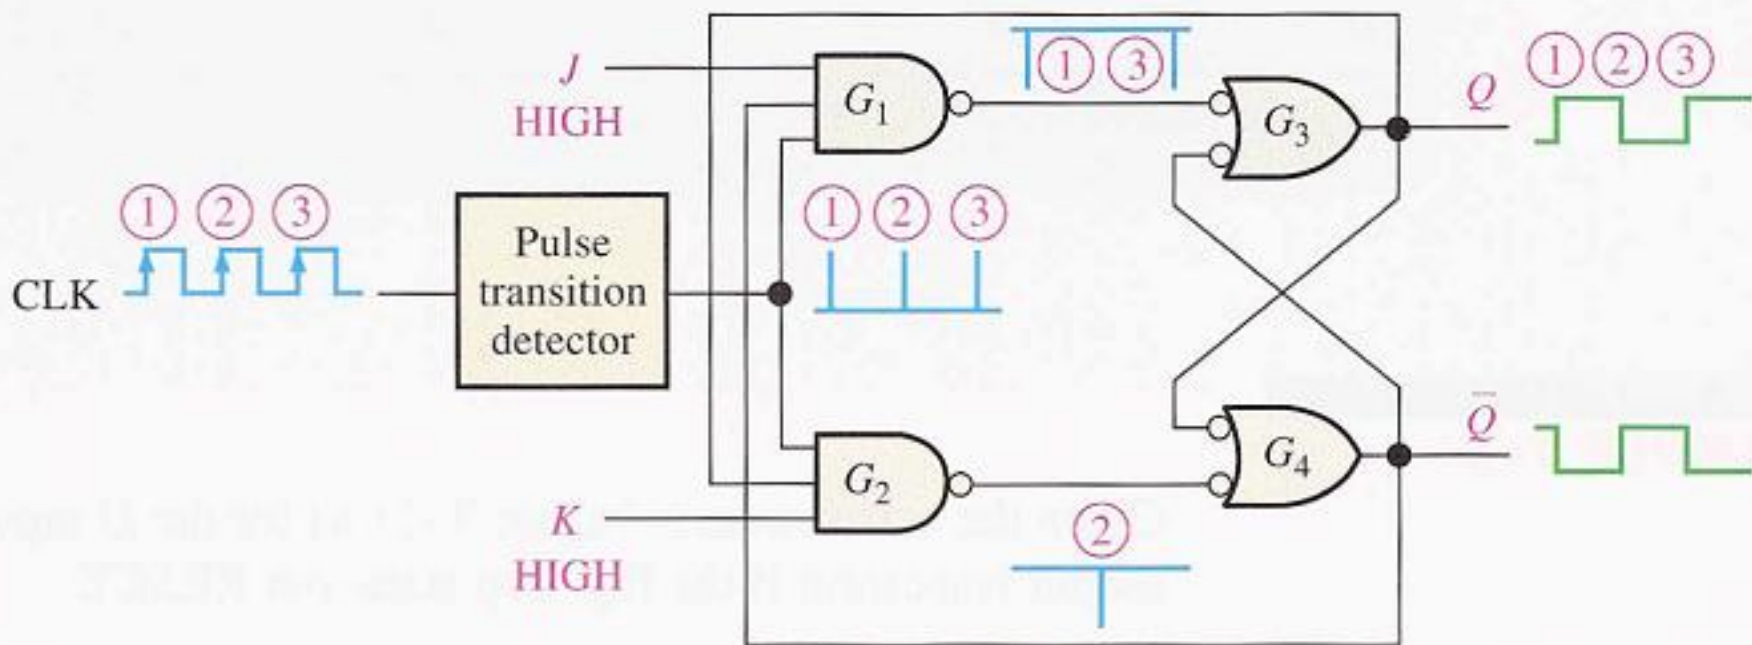 J
HIGH
G1
① ③
G3
Q
① ② ③
① ② ③
CLK
Pulse
transition
detector
① ② ③
G2
K
HIGH
②
G4
Q̅